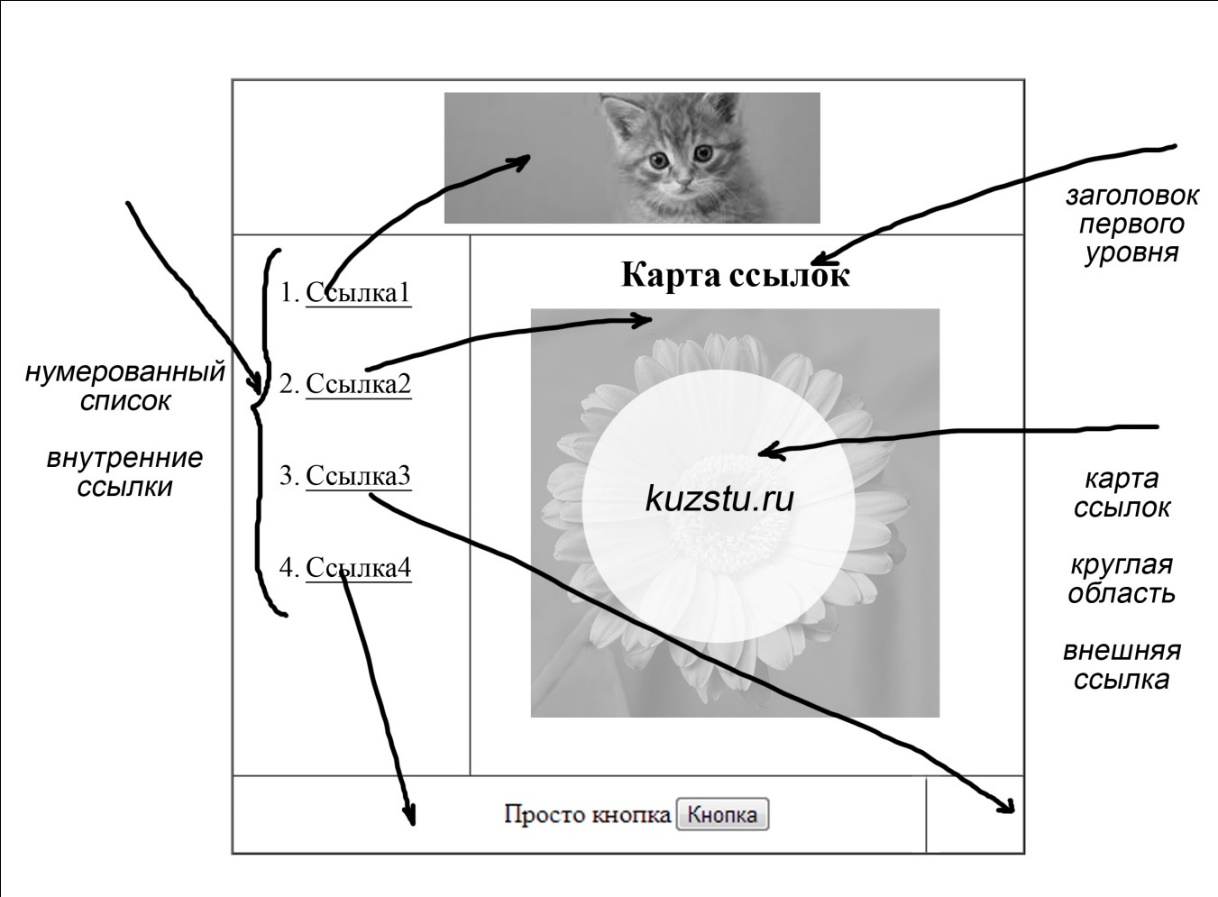 заголовок
первого
уровня
Карта ссылок
1. Ссылка1
2. Ссылка2
3. Ссылка3
4. Ссылка4
нумерованный
список
внутренние
ссылки
kuzstu.ru
карта
ссылок
круглая
область
внешняя
ссылка
Просто кнопка Кнопка